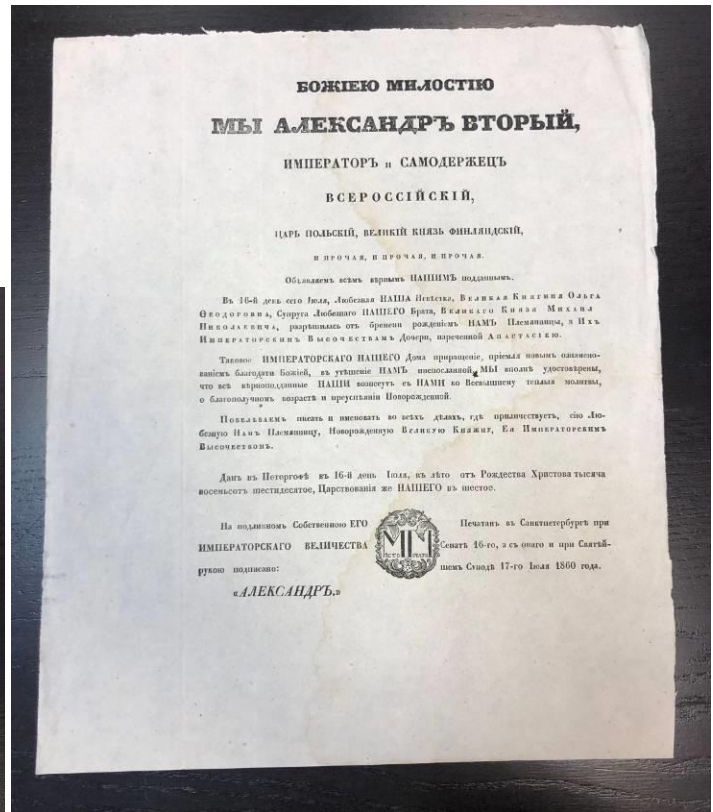 БОЖІЕЮ МИЛОСТІЮ
МЫ АЛЕКСАНДРЪ ВТОРЫЙ,
ИМПЕРАТОРЪ и САМОДЕРЖЕЦЪ
ВСЕРОССІЙСКІЙ,
ЦАРЬ ПОЛЬСКІЙ, ВЕЛИКІЙ КНЯЗЬ ФИНЛЯНДСКІЙ,
И ПРОЧАЯ, И ПРОЧАЯ, И ПРОЧАЯ.
Объявляемъ всѣмъ вѣрнымъ НАШИМЪ подданнымъ.
Въ 16-й день сего Іюля, Любезная НАША Невѣстка, Великая Княгиня Ольга
Ѳеодоровна, Супруга Любезнаго НАШЕГО Брата, Великаго Князя Михаила
Николаевича, разрѣшилась отъ бремени рожденіемъ НАМЪ Племянницы, а Ихъ
Императорскимъ Высочествамъ Дочери, нареченной Анастасіею.
Таковое ИМПЕРАТОРСКАГО НАШЕГО Дома приращеніе, пріемля новымъ ознамено-
ваніемъ благодати Божіей, въ утѣшеніе НАМЪ ниспосланной, МЫ вполнѣ удостовѣрены,
что всѣ вѣрноподданные НАШИ вознесутъ съ НАМИ ко Всевышнему теплыя молитвы,
о благополучномъ возрастѣ и преуспѣяніи Новорожденной.
Повелѣваемъ писать и именовать во всѣхъ дѣлахъ, гдѣ приличествуетъ, сію Лю-
безную Намъ Племянницу, Новорожденную Великую Княжну, Ея Императорскимъ
Высочествомъ.
Данъ въ Петергофѣ въ 16-й день Іюля, въ лѣто отъ Рождества Христова тысяча
восемьсотъ шестидесятое, Царствованія же НАШЕГО въ шестое.
На подлинномъ Собственною ЕГО
ИМПЕРАТОРСКАГО ВЕЛИЧЕСТВА
рукою подписано:
«АЛЕКСАНДРЪ.»
Печатанъ въ Санктпетербургѣ при
Сенатѣ 16-го, а съ онаго и при Святѣй-
шемъ Сѵнодѣ 17-го Іюля 1860 года.